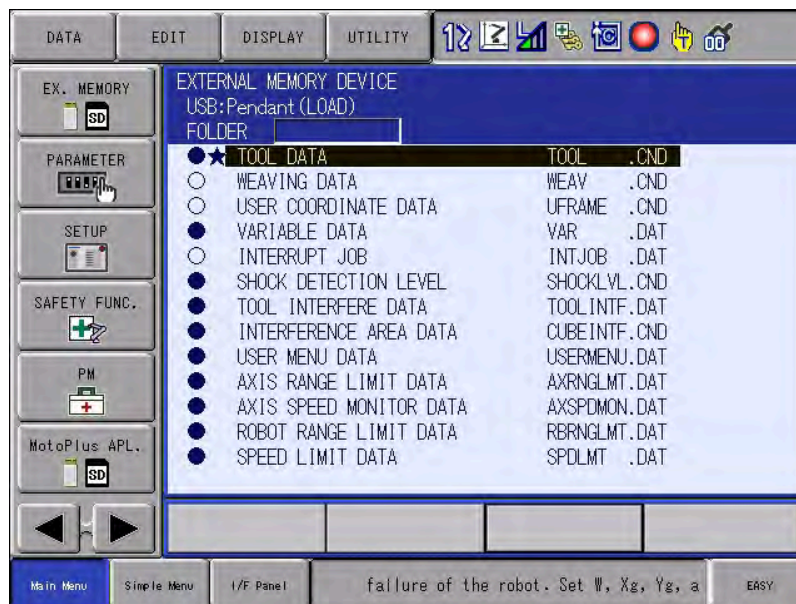 DATA EDIT DISPLAY UTILITY
EX. MEMORY
SD
PARAMETER
SETUP
SAFETY FUNC.
PM
MotoPlus APL.
SD
EXTERNAL MEMORY DEVICE
USB:Pendant(LOAD)
FOLDER
TOOL DATA TOOL .CND
WEAVING DATA WEAV .CND
USER COORDINATE DATA UFRAME .CND
VARIABLE DATA VAR .DAT
INTERRUPT JOB INTJOB .DAT
SHOCK DETECTION LEVEL SHOCKLVL.CND
TOOL INTERFERE DATA TOOLINTF.DAT
INTERFERENCE AREA DATA CUBEINTF.CND
USER MENU DATA USERMENU.DAT
AXIS RANGE LIMIT DATA AXRNGLMT.DAT
AXIS SPEED MONITOR DATA AXSPDMON.DAT
ROBOT RANGE LIMIT DATA RBRNGLMT.DAT
SPEED LIMIT DATA SPDLMT .DAT
Main Menu Simple Menu I/F Panel failure of the robot. Set W, Xg, Yg, a EASY